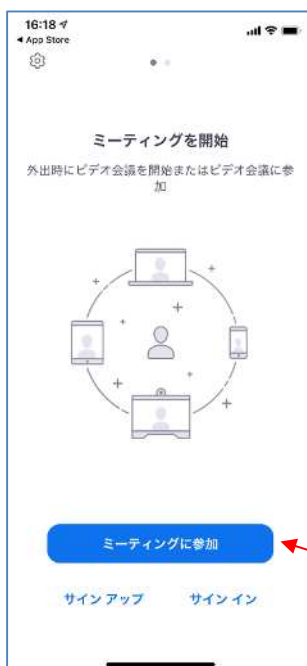 16:18
◀ App Store
ミーティングを開始
外出時にビデオ会議を開始またはビデオ会議に参
加
ミーティングに参加
サイン アップ
サイン イン